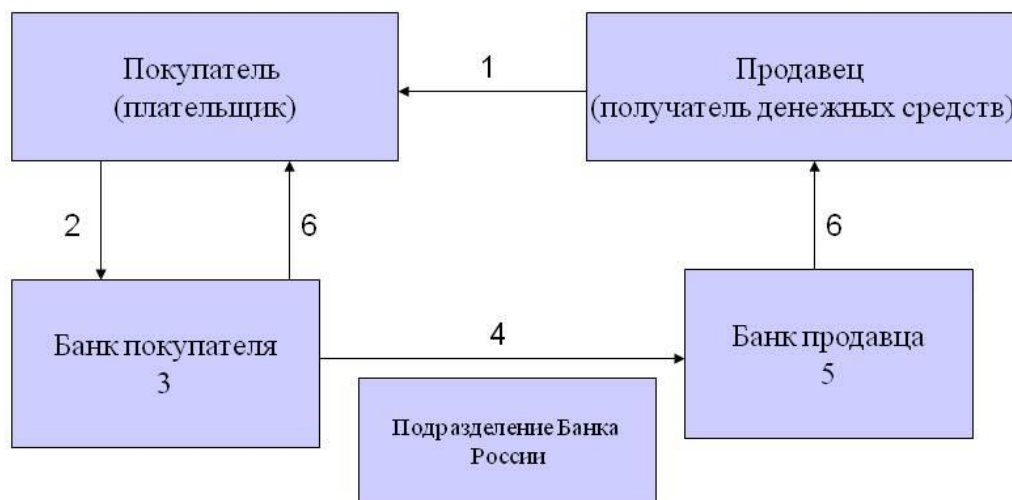 Покупатель
(плательщик)
1
Продавец
(получатель денежных средств)
2
6
6
Банк покупателя
3
4
Банк продавца
5
Подразделение Банка
России